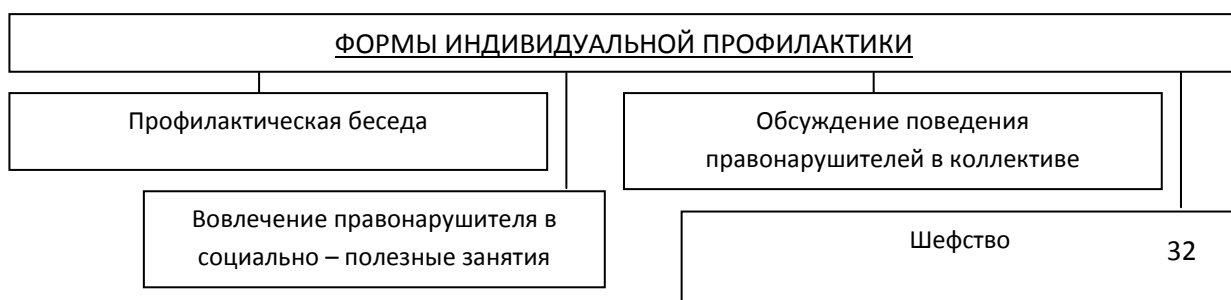 ФОРМЫ ИНДИВИДУАЛЬНОЙ ПРОФИЛАКТИКИ
Профилактическая беседа
Обсуждение поведения
правонарушителей в коллективе
Вовлечение правонарушителя в
социально – полезные занятия
Шефство
32